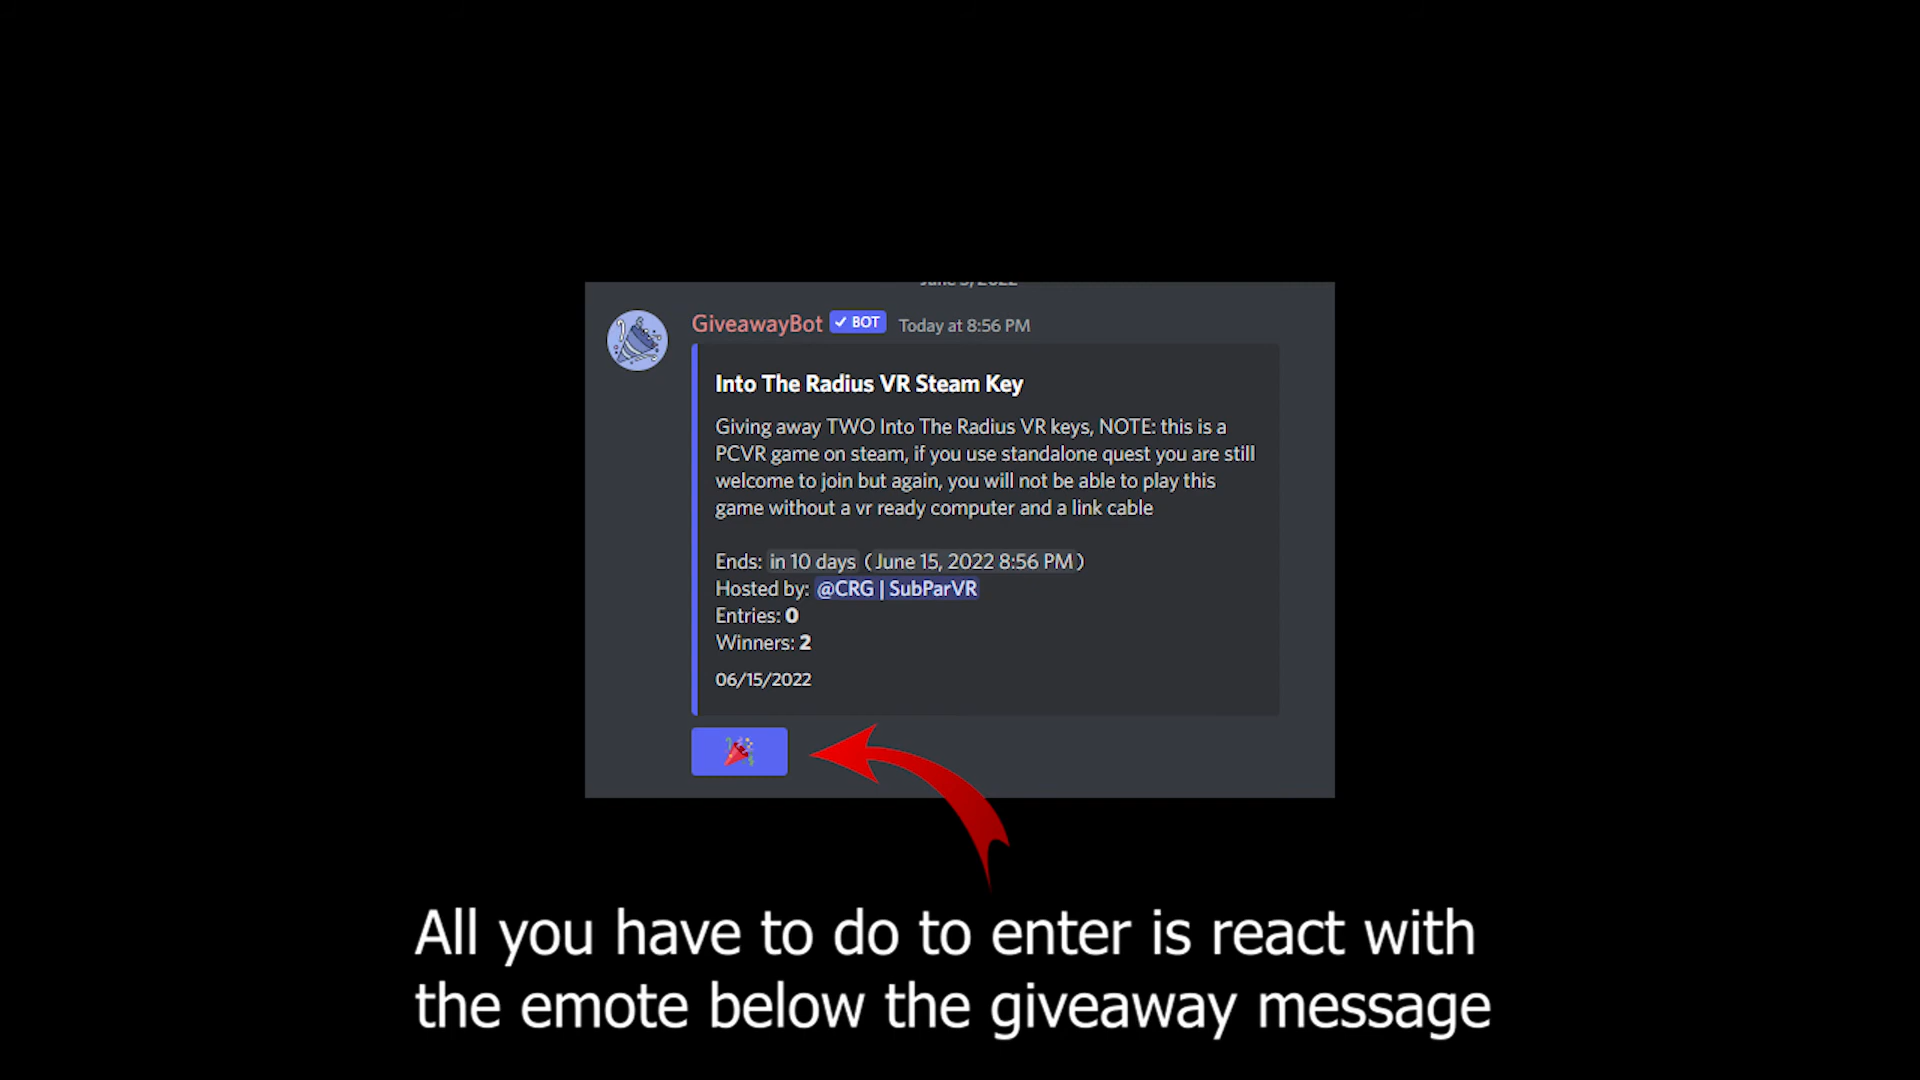 June 5, 2022
GiveawayBot ✓ BOT Today at 8:56 PM
Into The Radius VR Steam Key
Giving away TWO Into The Radius VR keys, NOTE: this is a
PCVR game on steam, if you use standalone quest you are still
welcome to join but again, you will not be able to play this
game without a vr ready computer and a link cable
Ends: in 10 days (June 15, 2022 8:56 PM)
Hosted by: @CRG | SubParVR
Entries: 0
Winners: 2
06/15/2022
All you have to do to enter is react with
the emote below the giveaway message